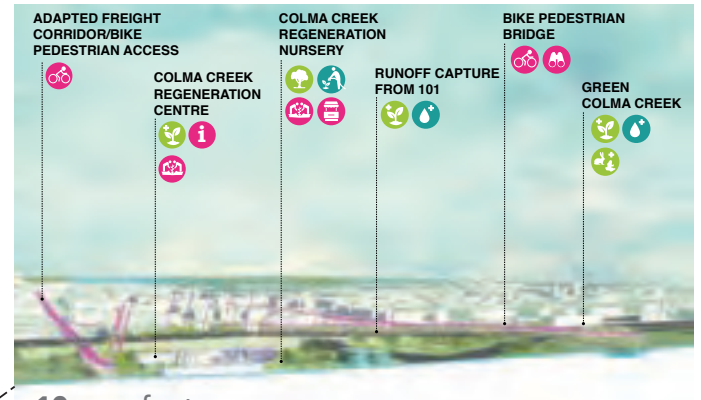 ADAPTED FREIGHT
CORRIDOR/BIKE
PEDESTRIAN ACCESS
COLMA CREEK
REGENERATION
CENTRE
COLMA CREEK
REGENERATION
NURSERY
RUNOFF CAPTURE
FROM 101
BIKE PEDESTRIAN
BRIDGE
GREEN
COLMA CREEK